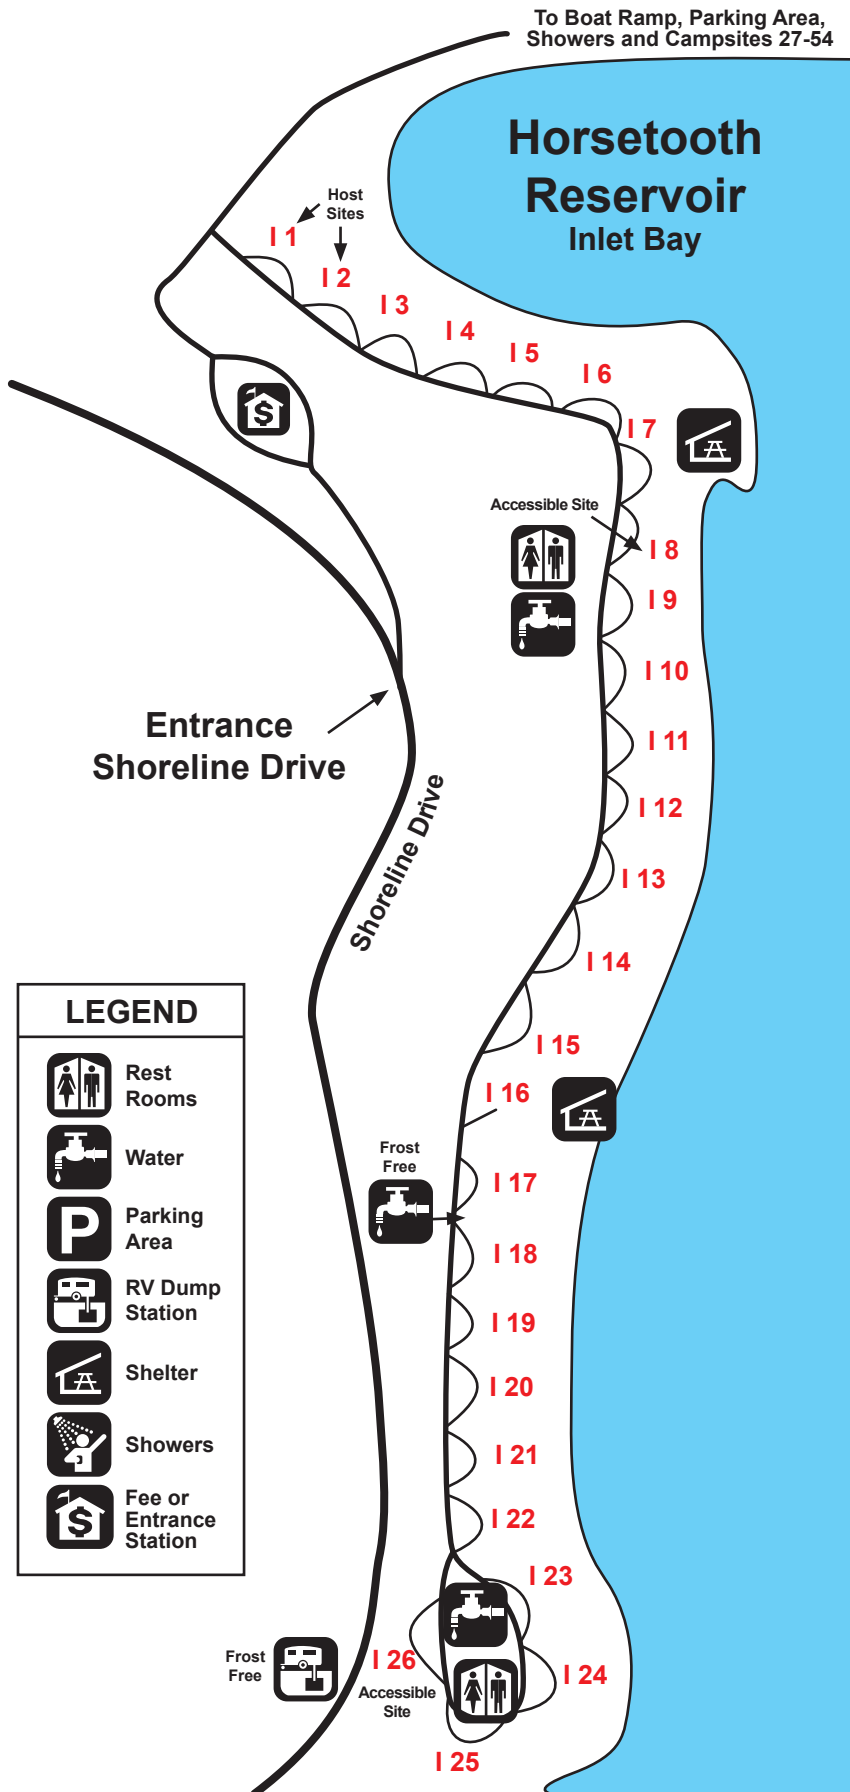 To Boat Ramp, Parking Area,
Showers and Campsites 27-54
Horsetooth
Reservoir
Inlet Bay
Host
Sites
I 1
I 2
I 3
I 4
I 5
I 6
I 7
$
Accessible Site
I 8
I 9
I 10
Entrance
Shoreline Drive
I 11
I 12
Shoreline Drive
I 13
I 14
I 15
I 16
Frost
Free
I 17
I 18
I 19
I 20
I 21
I 22
LEGEND
Rest
Rooms
Water
P
Parking
Area
RV Dump
Station
Shelter
Showers
$
Fee or
Entrance
Station
I 23
I 24
Frost
Free
I 26
Accessible
Site
I 25